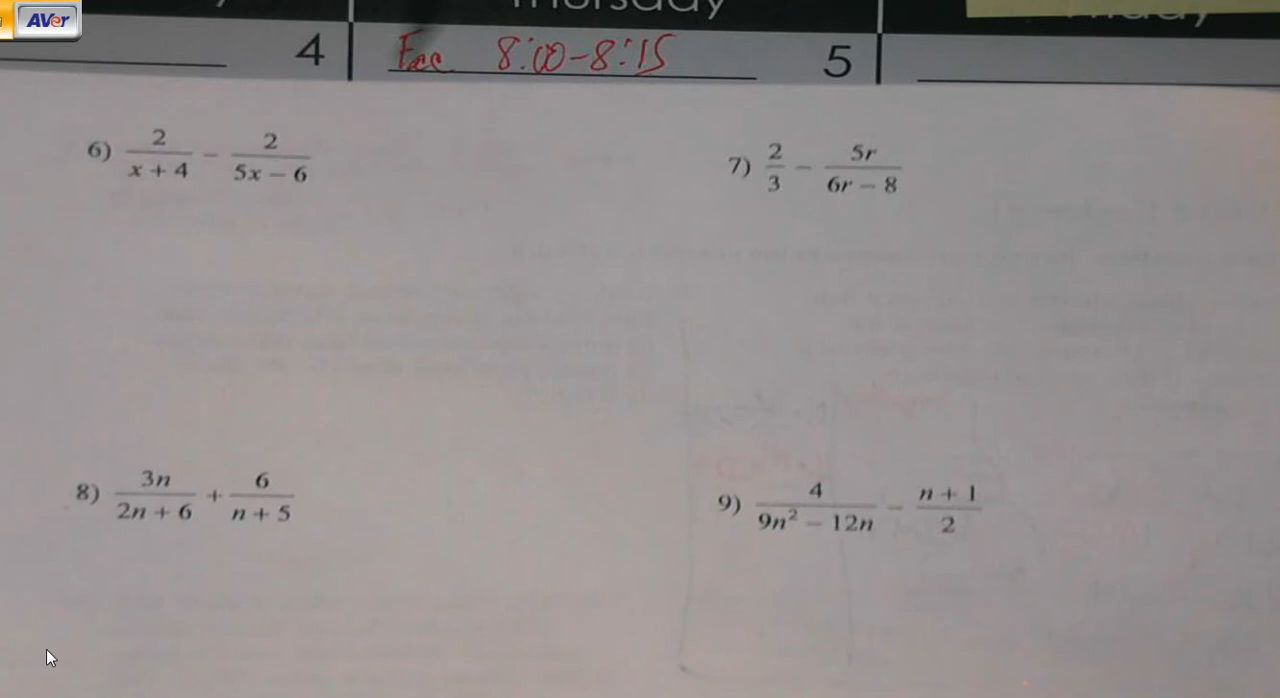 AVer
Thursday
4 Fac 8:00-8:15 5
6) 2/(x + 4) − 2/(5x − 6)
7) 2/3 − 5r/(6r − 8)
8) 3n/(2n + 6) + 6/(n + 5)
9) 4/(9n² − 12n) − (n + 1)/2